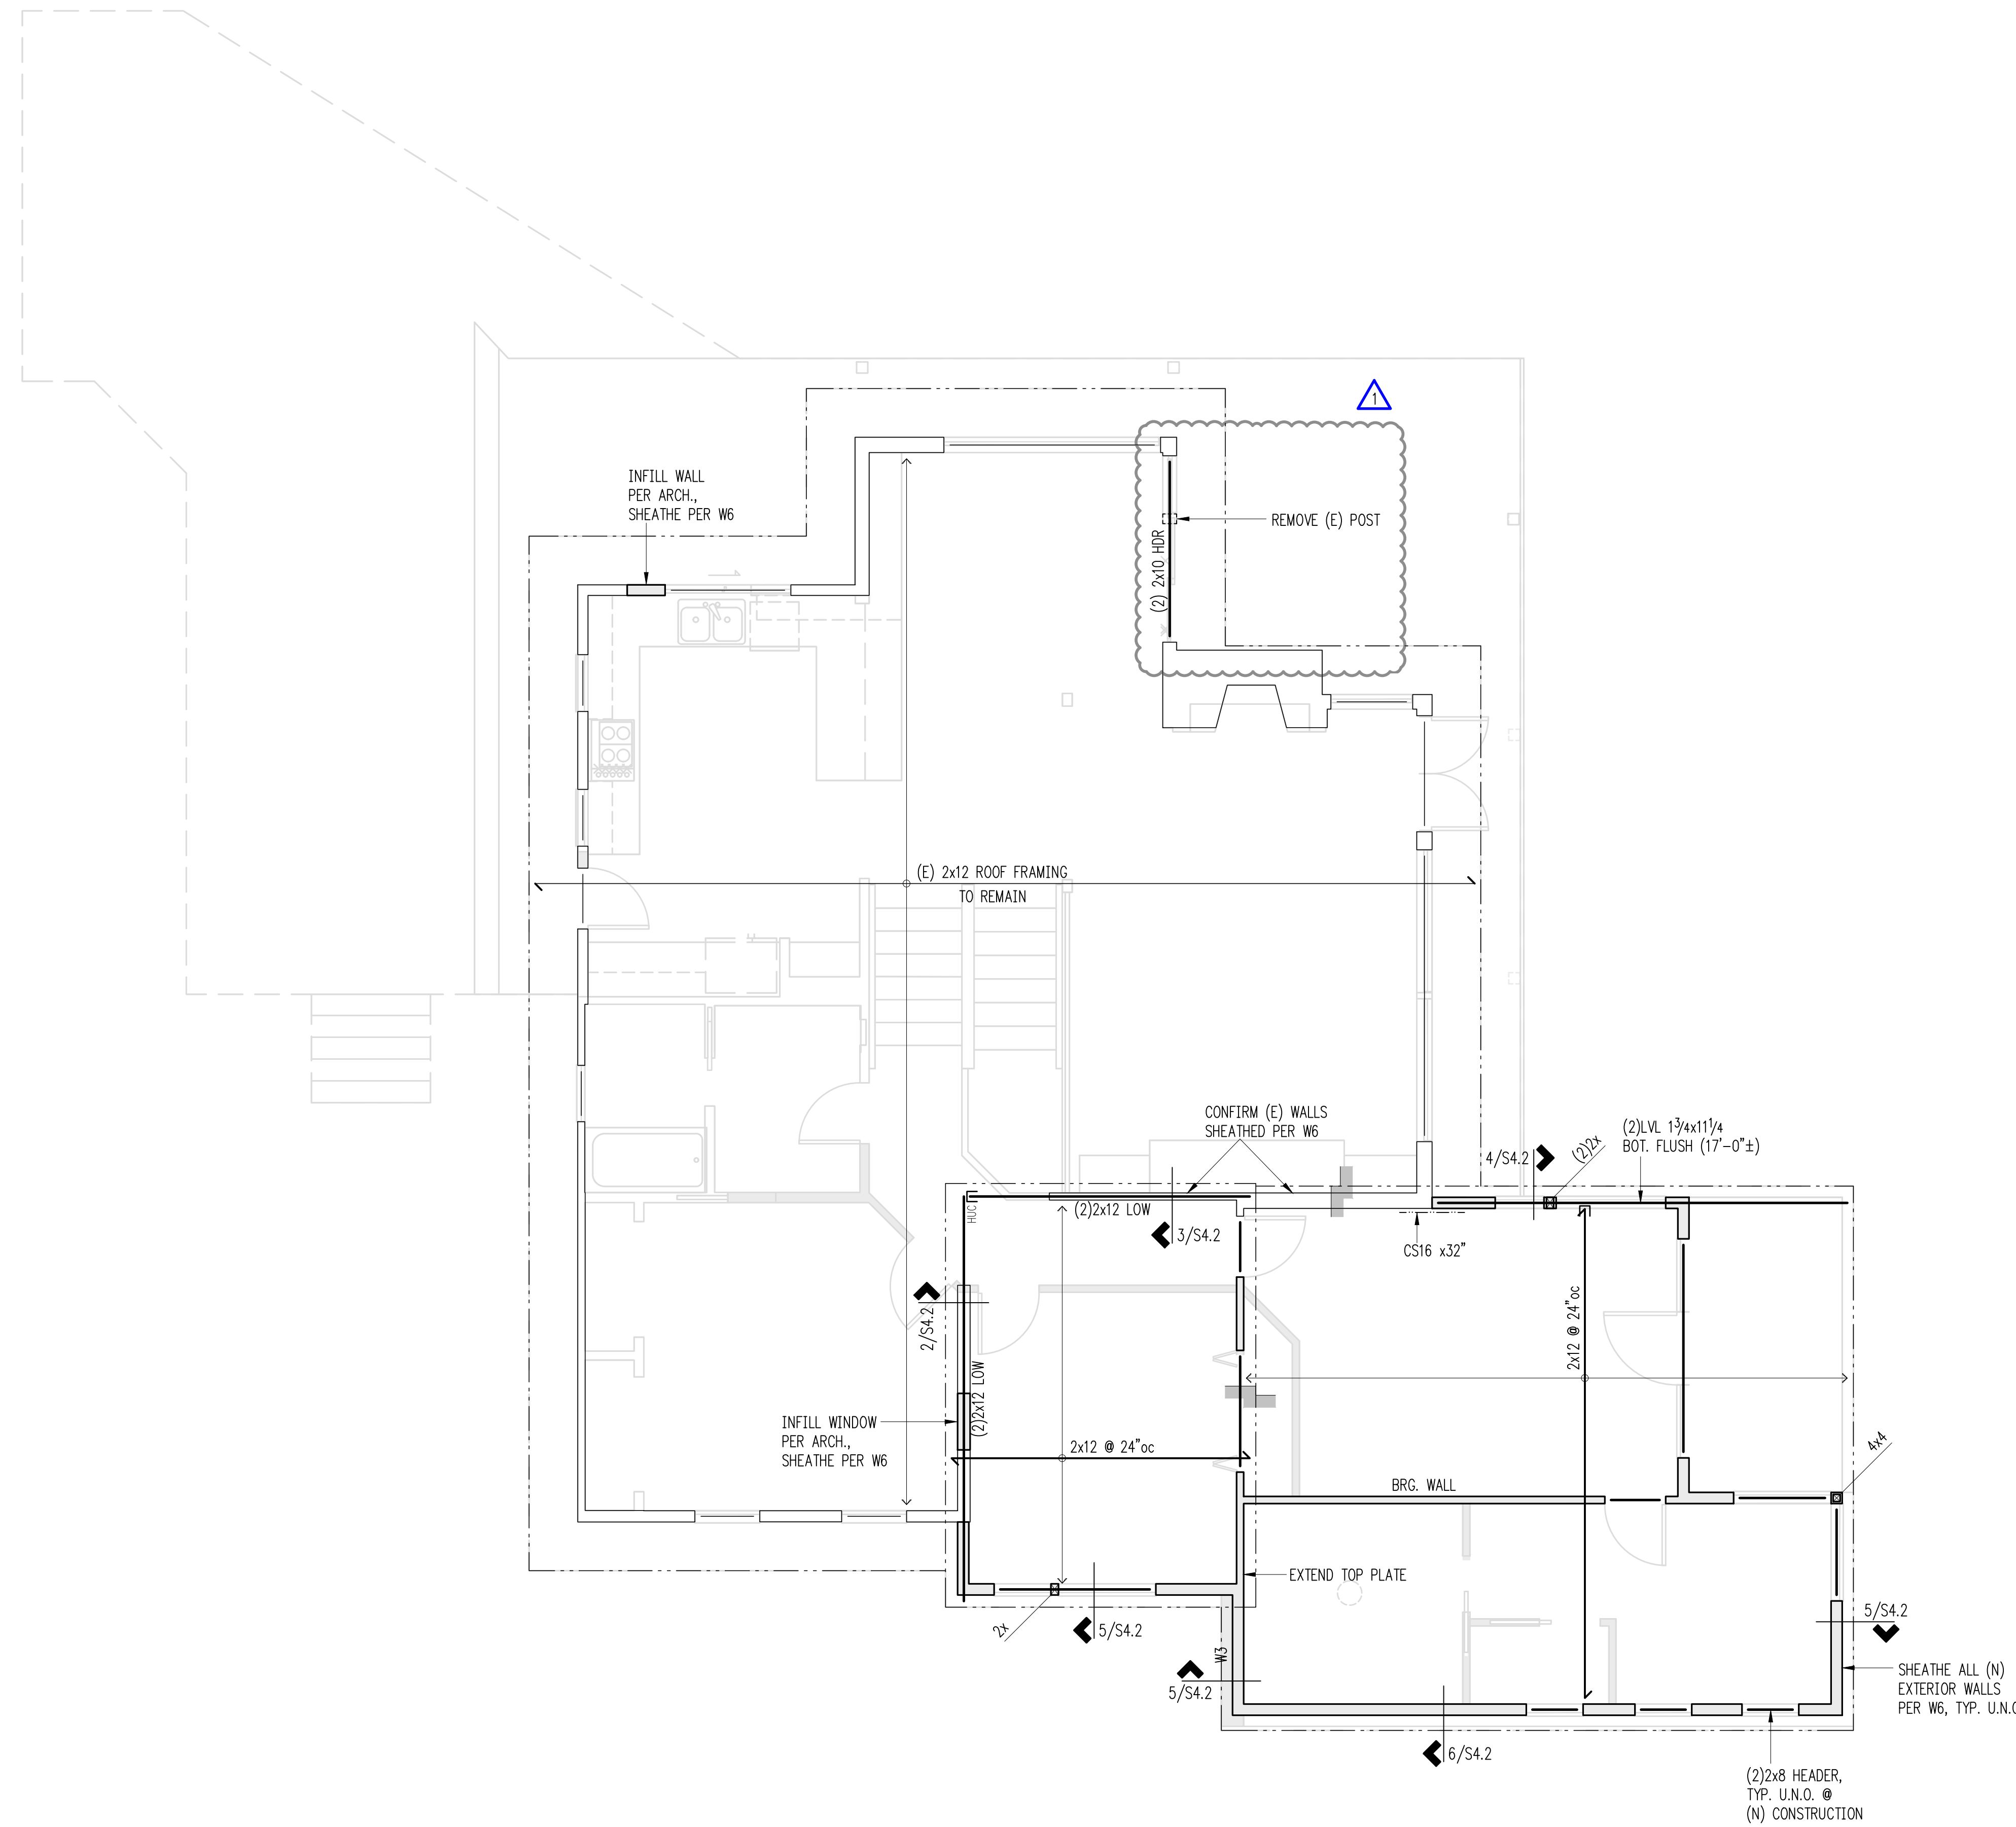 1
INFILL WALL
PER ARCH.,
SHEATHE PER W6
REMOVE (E) POST
(2) 2x10 HDR
(E) 2x12 ROOF FRAMING
TO REMAIN
CONFIRM (E) WALLS
SHEATHED PER W6
(2)LVL 1¾x11¼
BOT. FLUSH (17'-0"±)
4/S4.2
(2)2x
HUC
(2)2x12 LOW
3/S4.2
CS16 x32"
2/S4.2
2x12 @ 24"oc
(2)2x12 LOW
INFILL WINDOW
PER ARCH.,
SHEATHE PER W6
2x12 @ 24"oc
4x4
BRG. WALL
EXTEND TOP PLATE
2x
5/S4.2
5/S4.2
W3
5/S4.2
SHEATHE ALL (N)
EXTERIOR WALLS
PER W6, TYP. U.N.O
6/S4.2
(2)2x8 HEADER,
TYP. U.N.O. @
(N) CONSTRUCTION